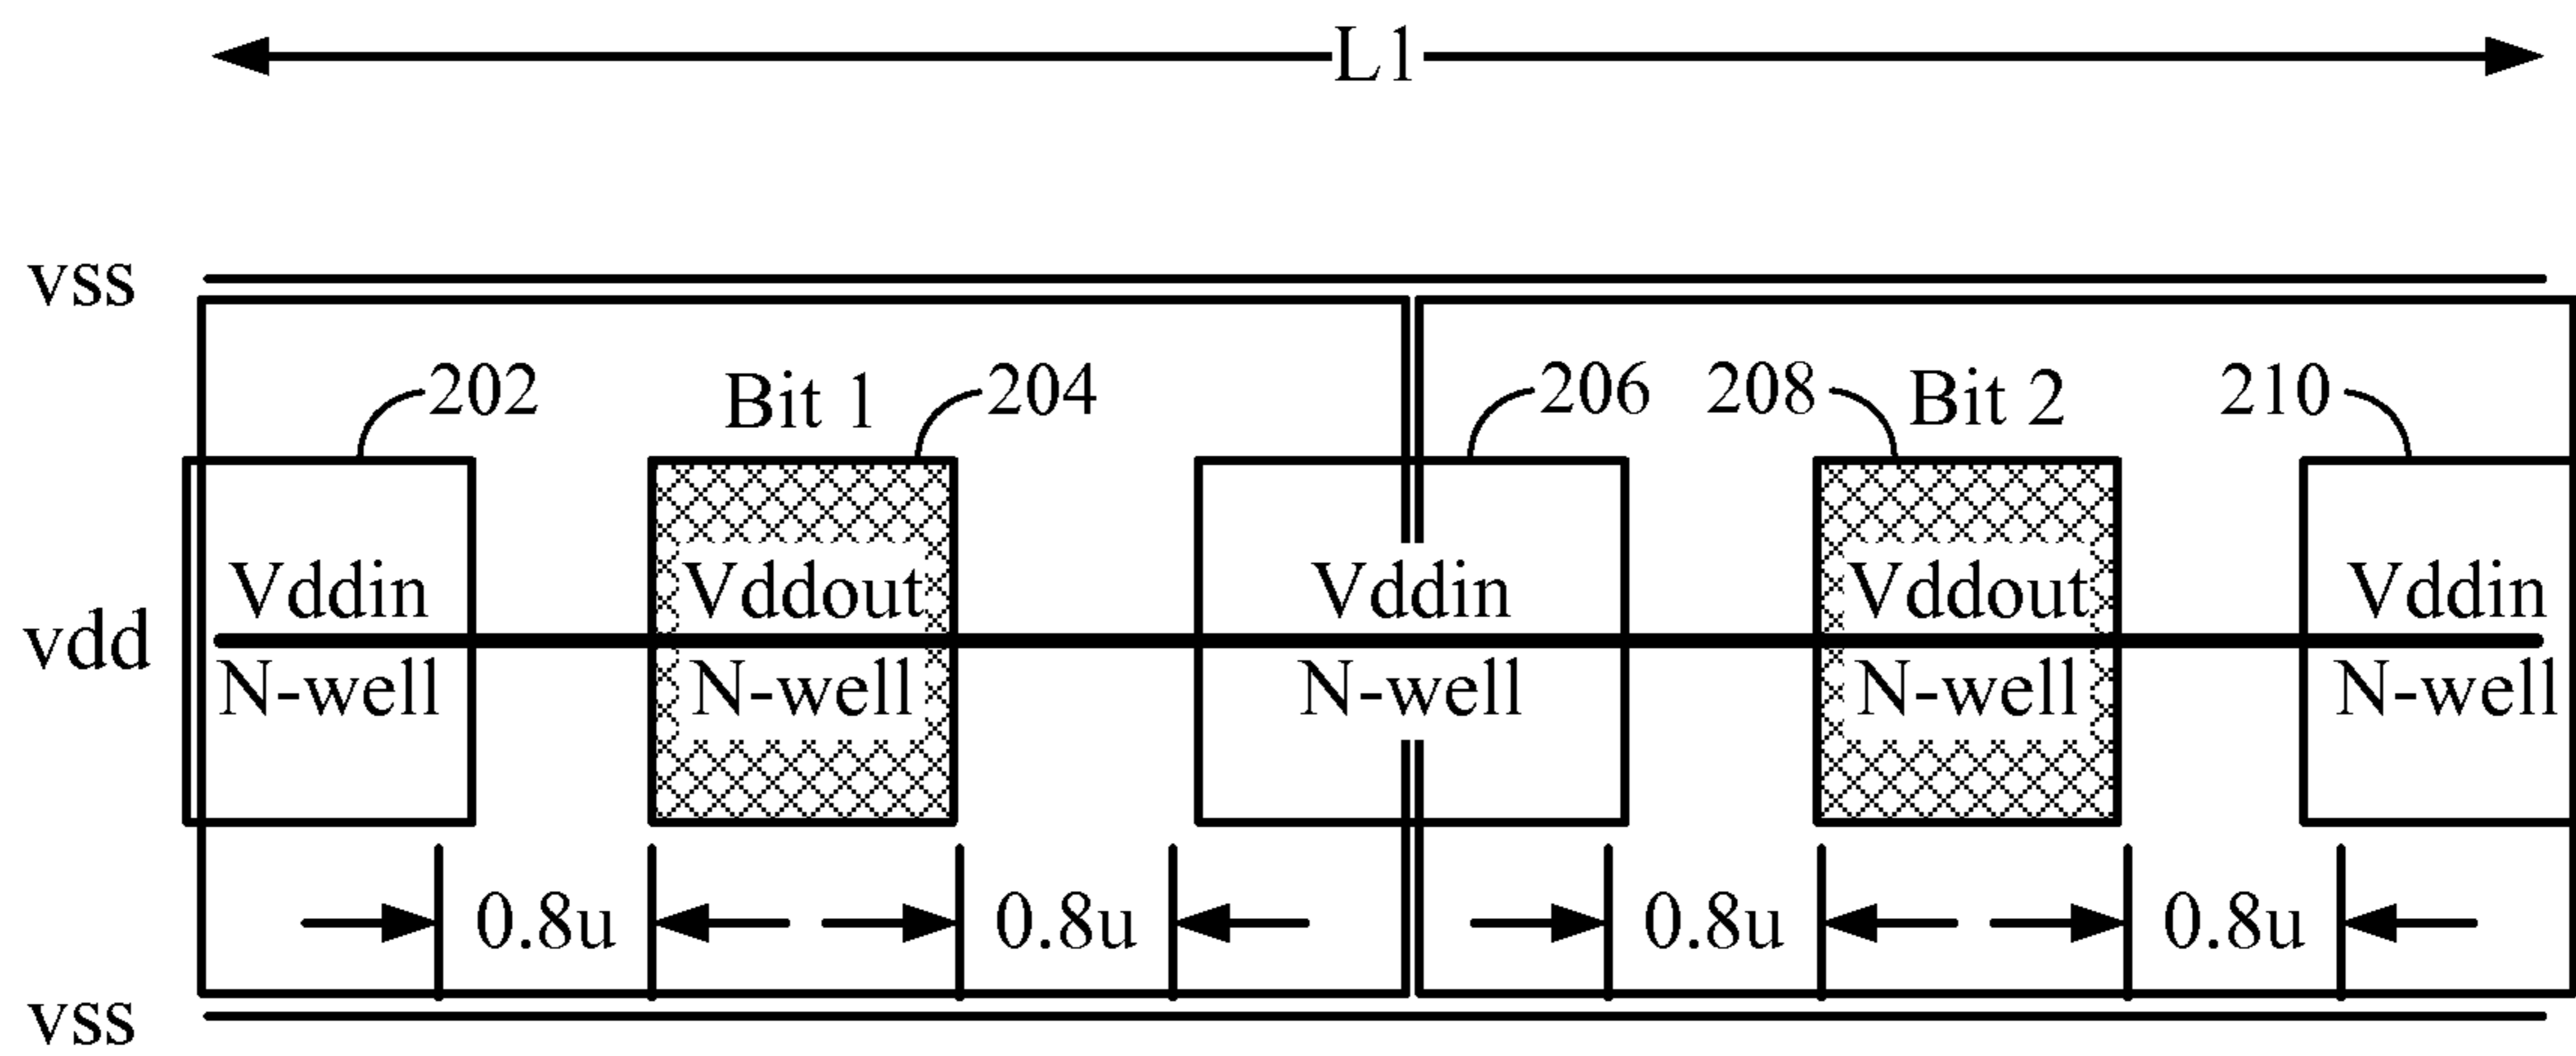 L1
vss
202 Bit 1 204 206 208 Bit 2 210
Vddin Vddout Vddin Vddout Vddin
vdd
N-well N-well N-well N-well N-well
0.8u 0.8u 0.8u 0.8u
vss